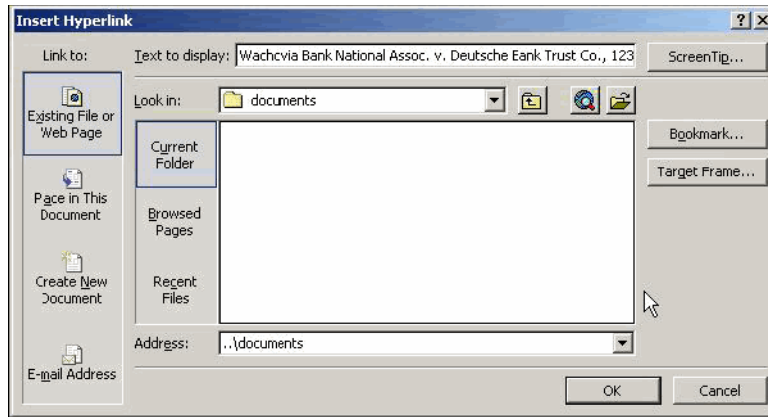 Insert Hyperlink
Link to:
Text to display: Wachcvia Bank National Assoc. v. Deutsche Eank Trust Co., 123
ScreenTip...
Existing File or
Web Page
Look in: documents
Current
Folder
Bookmark...
Target Frame...
Pace in This
Document
Browsed
Pages
Create New
Document
Recent
Files
Address: ..\documents
E-mail Address
OK
Cancel